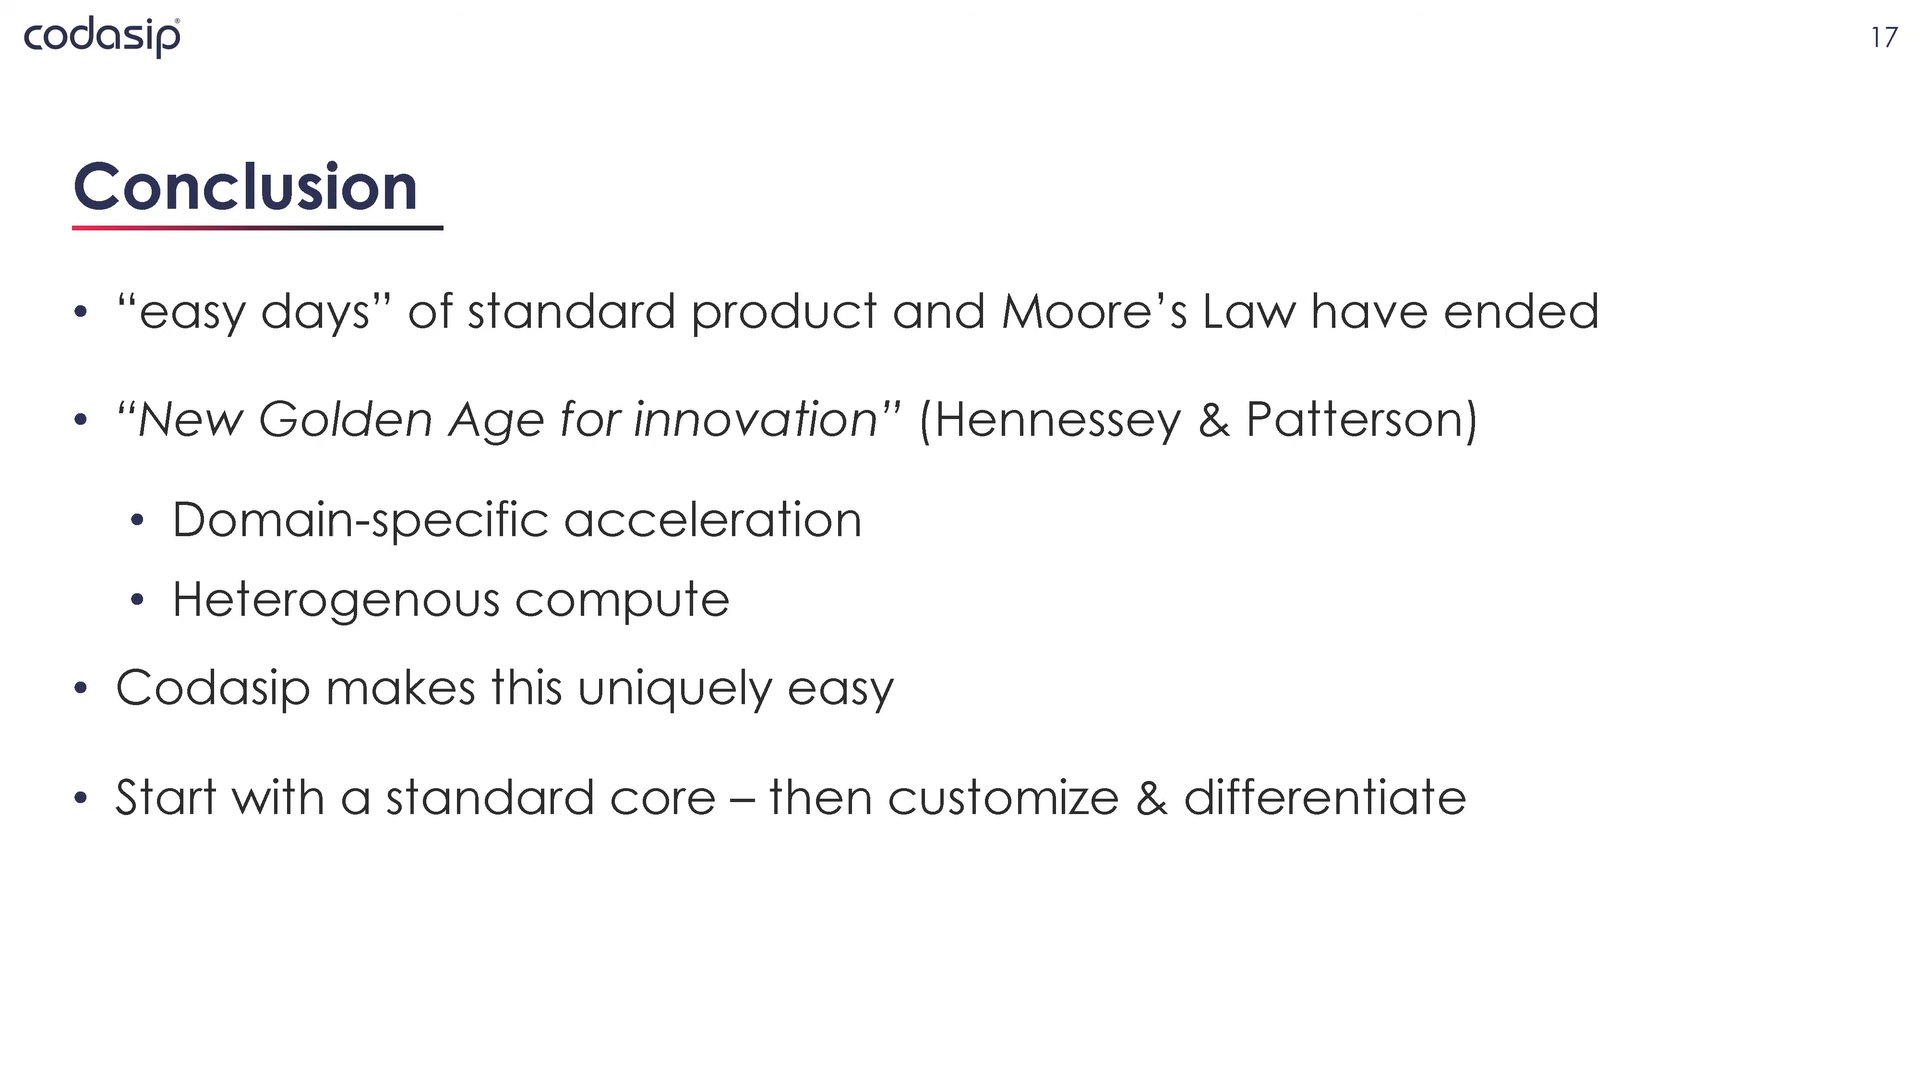 codasip®
17
Conclusion
• “easy days” of standard product and Moore’s Law have ended
• “New Golden Age for innovation” (Hennessey & Patterson)
• Domain-specific acceleration
• Heterogenous compute
• Codasip makes this uniquely easy
• Start with a standard core – then customize & differentiate